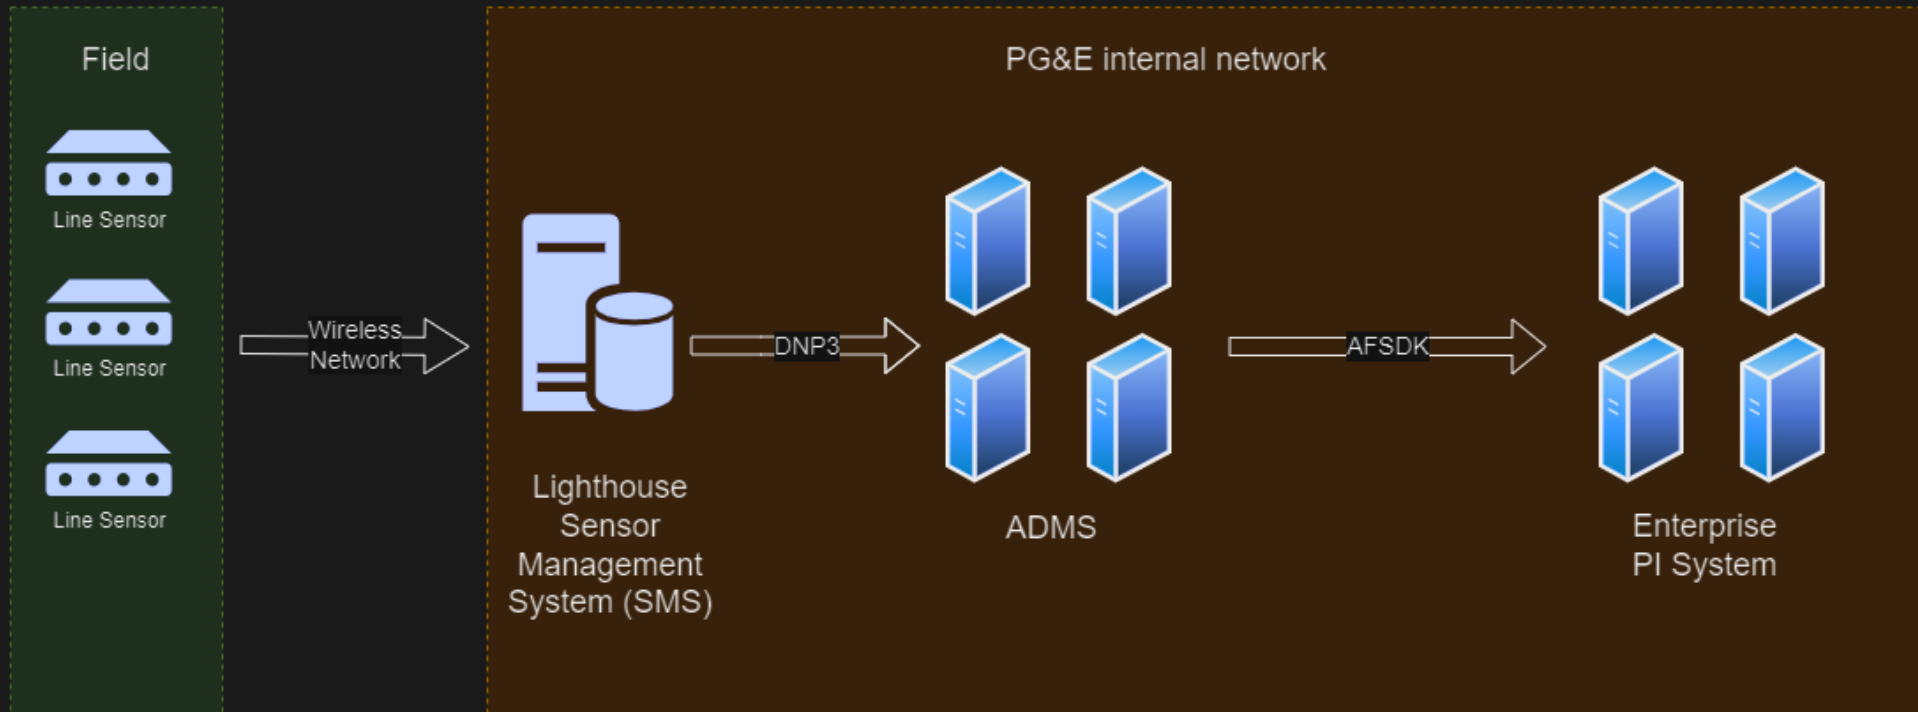 Field
Line Sensor
Line Sensor
Line Sensor
Wireless
Network
PG&E internal network
Lighthouse
Sensor
Management
System (SMS)
DNP3
ADMS
AFSDK
Enterprise
PI System